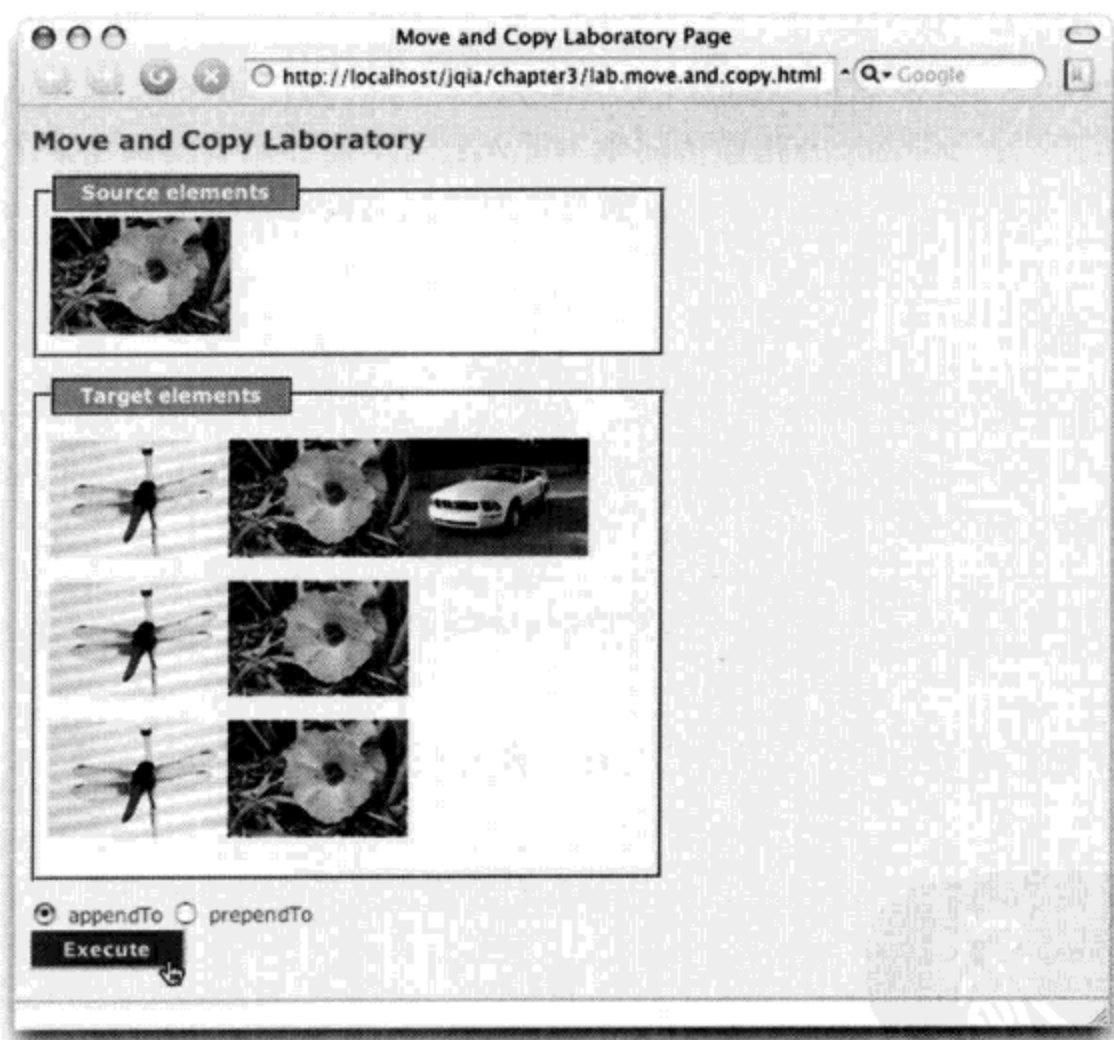 Move and Copy Laboratory Page
http://localhost/jqia/chapter3/lab.move.and.copy.html
Google
Move and Copy Laboratory
Source elements
Target elements
appendTo prependTo
Execute